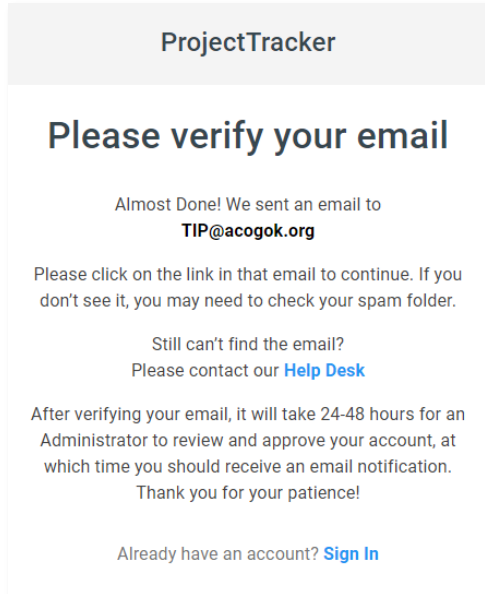 ProjectTracker
Please verify your email
Almost Done! We sent an email to
TIP@acogok.org
Please click on the link in that email to continue. If you
don’t see it, you may need to check your spam folder.
Still can’t find the email?
Please contact our Help Desk
After verifying your email, it will take 24-48 hours for an
Administrator to review and approve your account, at
which time you should receive an email notification.
Thank you for your patience!
Already have an account? Sign In